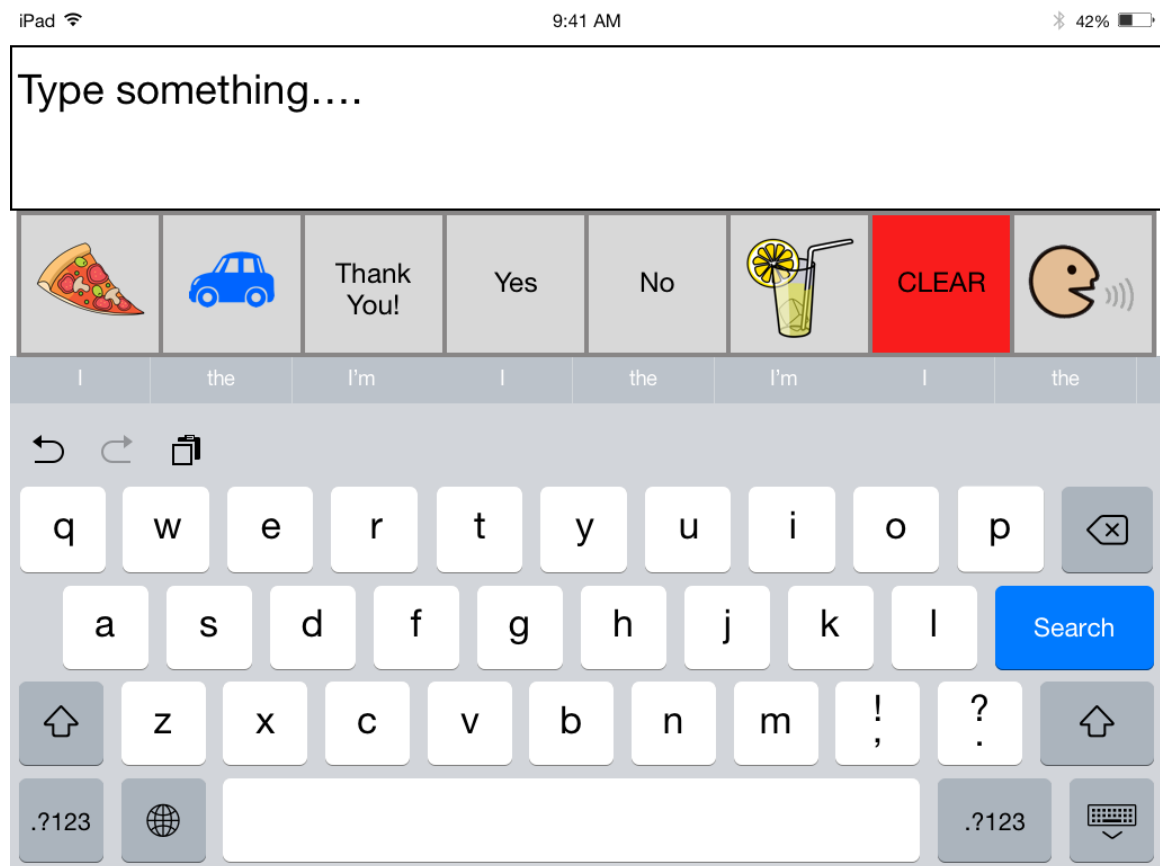 iPad 9:41 AM 42%
Type something....
Thank
You!
Yes
No
CLEAR
I the I'm I the I'm I the
q w e r t y u i o p
a s d f g h j k l Search
z x c v b n m ! ?
, .
.?123 .?123